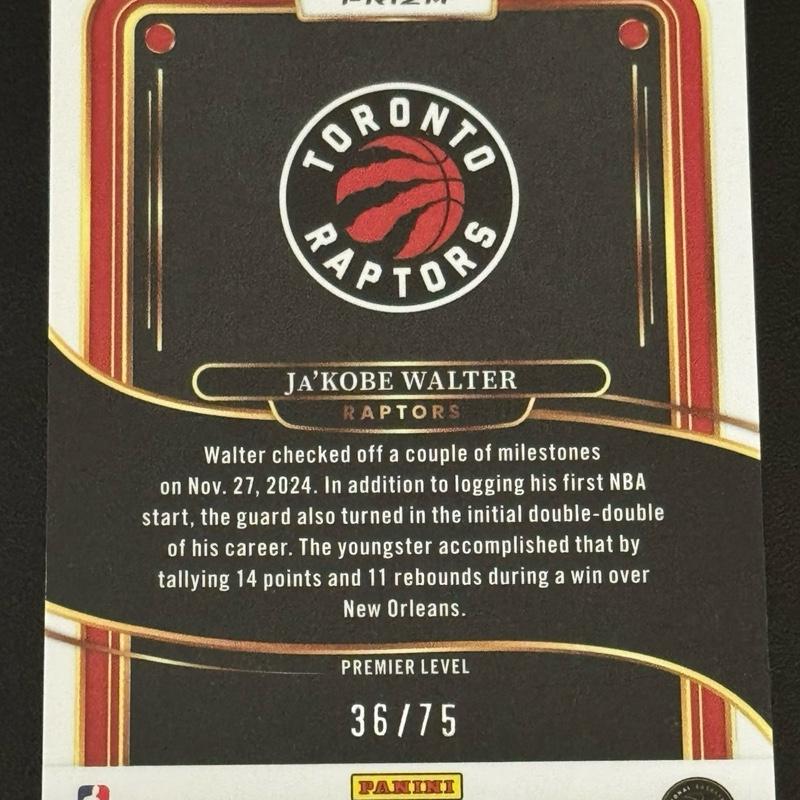 PRIZM
TORONTO
RAPTORS
JA'KOBE WALTER
RAPTORS
Walter checked off a couple of milestones
on Nov. 27, 2024. In addition to logging his first NBA
start, the guard also turned in the initial double-double
of his career. The youngster accomplished that by
tallying 14 points and 11 rebounds during a win over
New Orleans.
PREMIER LEVEL
36/75
PANINI